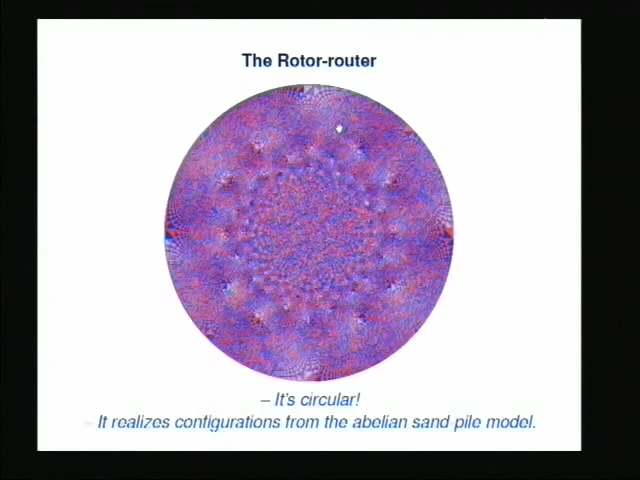 The Rotor-router
– It's circular!
– It realizes configurations from the abelian sand pile model.